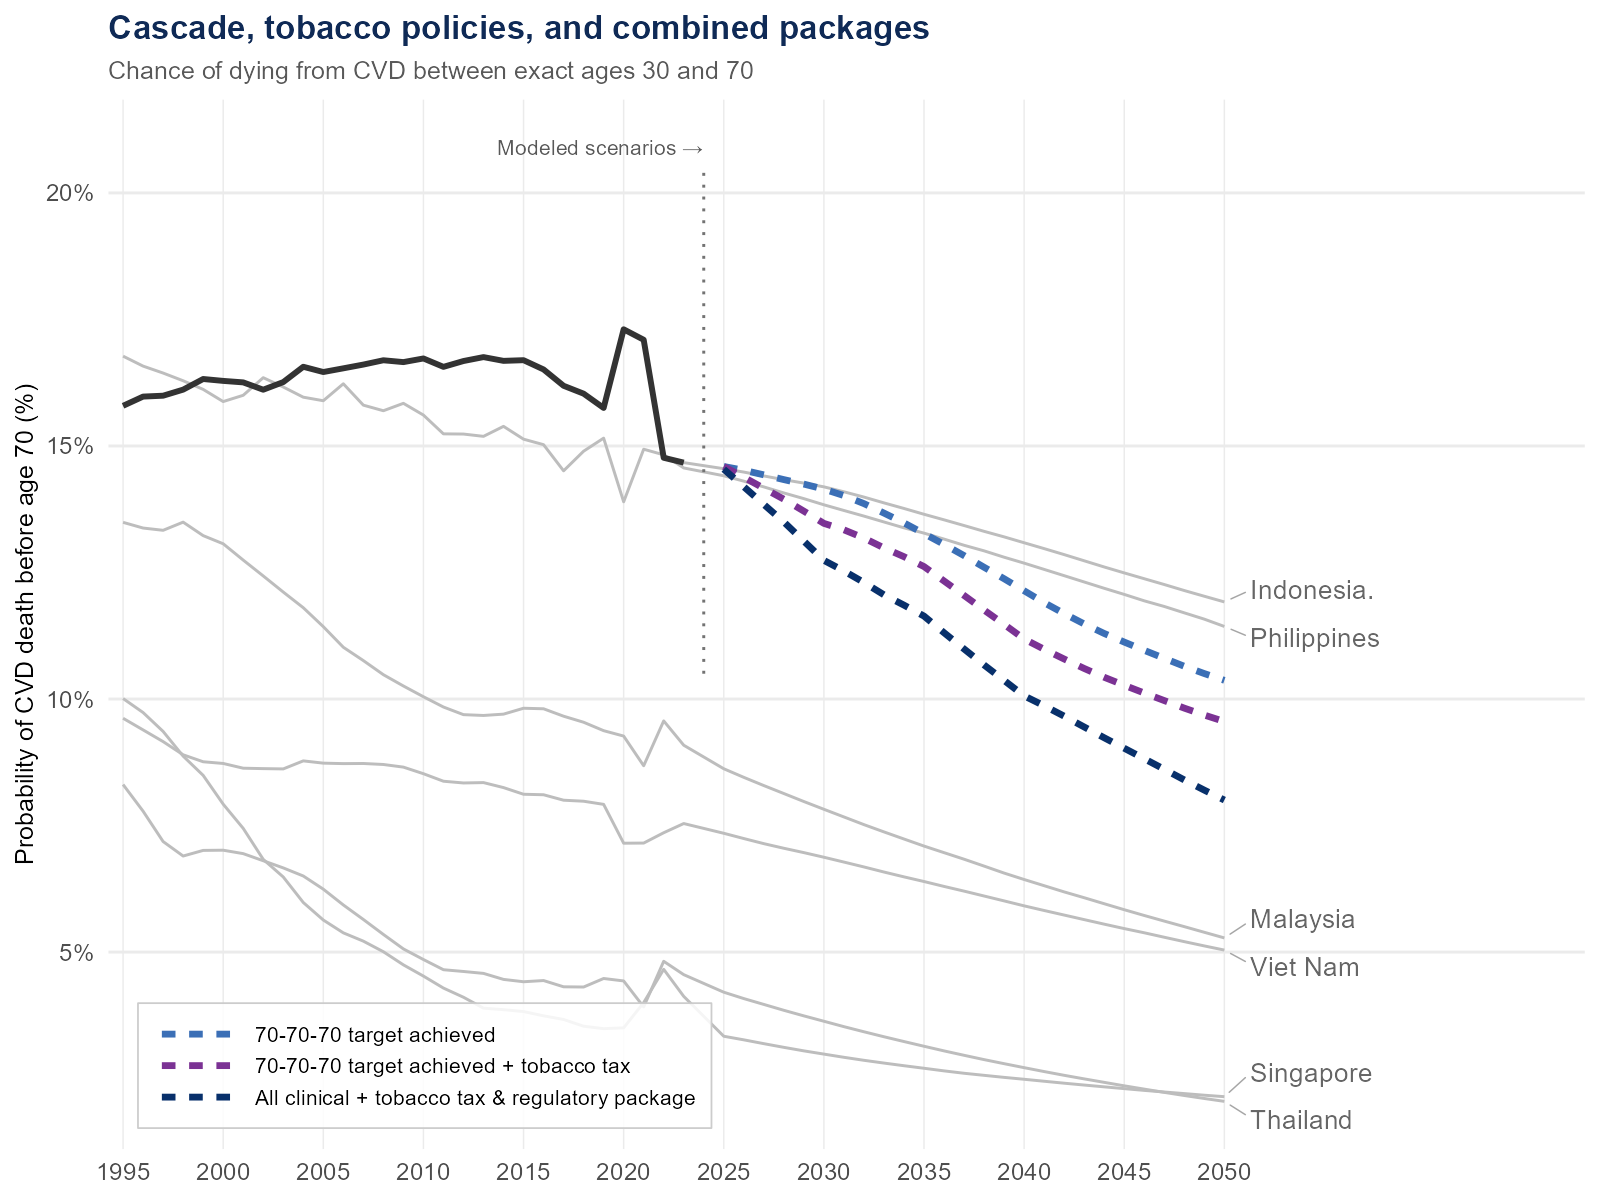 Cascade, tobacco policies, and combined packages
Chance of dying from CVD between exact ages 30 and 70
Modeled scenarios →
Probability of CVD death before age 70 (%)
20%
15%
10%
5%
Indonesia.
Philippines
Malaysia
Viet Nam
Singapore
Thailand
70-70-70 target achieved
70-70-70 target achieved + tobacco tax
All clinical + tobacco tax & regulatory package
1995 2000 2005 2010 2015 2020 2025 2030 2035 2040 2045 2050